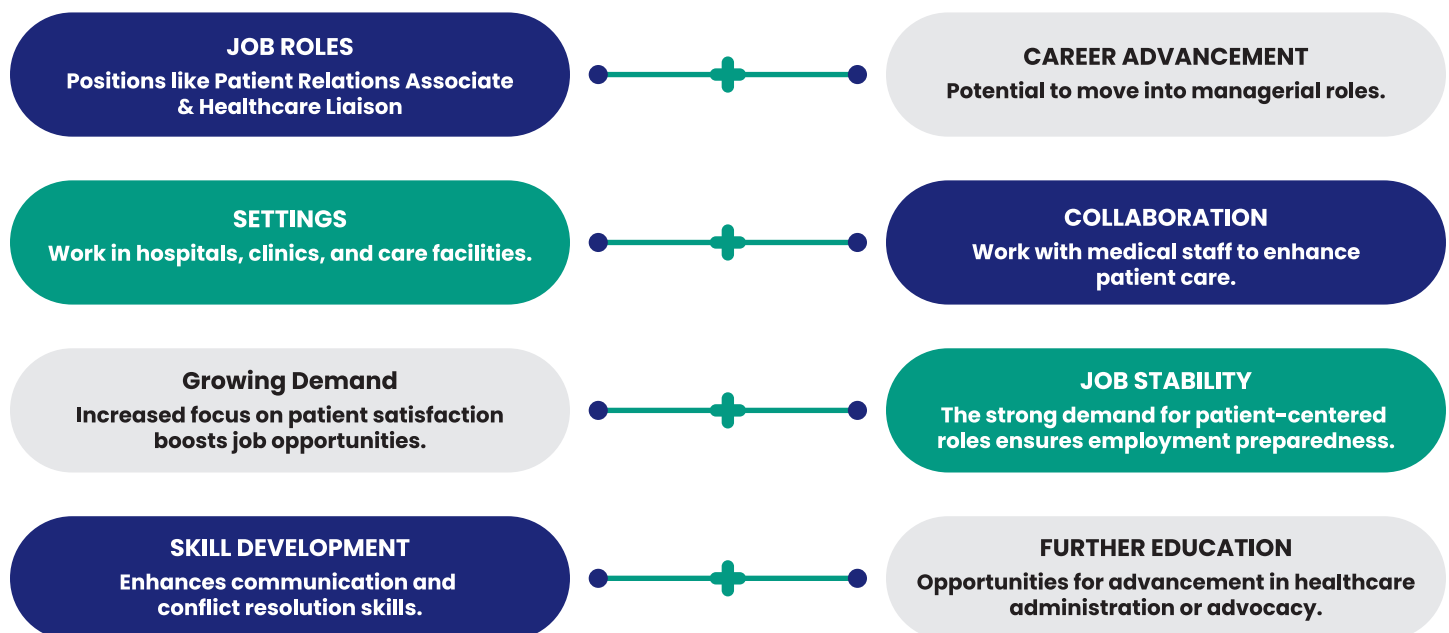 JOB ROLES
Positions like Patient Relations Associate
& Healthcare Liaison
CAREER ADVANCEMENT
Potential to move into managerial roles.
SETTINGS
Work in hospitals, clinics, and care facilities.
COLLABORATION
Work with medical staff to enhance
patient care.
Growing Demand
Increased focus on patient satisfaction
boosts job opportunities.
JOB STABILITY
The strong demand for patient-centered
roles ensures employment preparedness.
SKILL DEVELOPMENT
Enhances communication and
conflict resolution skills.
FURTHER EDUCATION
Opportunities for advancement in healthcare
administration or advocacy.